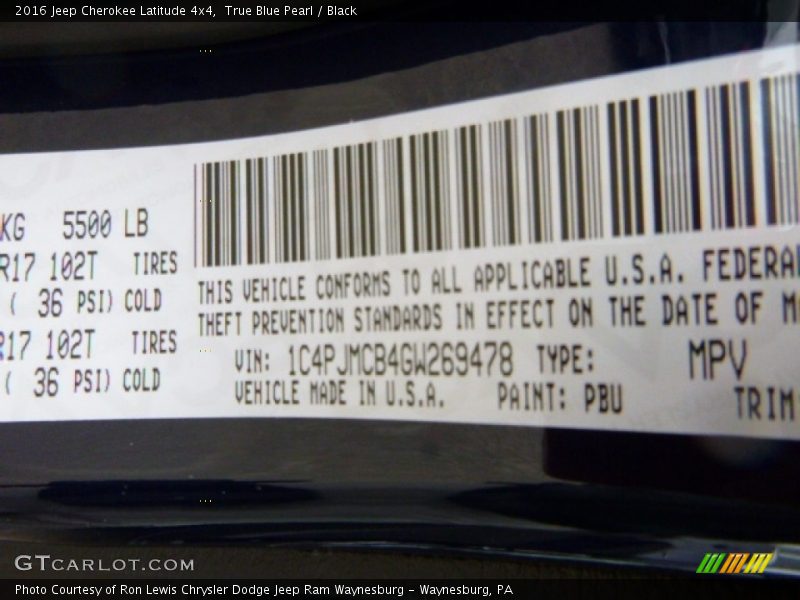 2016 Jeep Cherokee Latitude 4x4,  True Blue Pearl / Black
KG 5500 LB
R17 102T TIRES
( 36 PSI) COLD
R17 102T TIRES
( 36 PSI) COLD
THIS VEHICLE CONFORMS TO ALL APPLICABLE U.S.A. FEDERAL
THEFT PREVENTION STANDARDS IN EFFECT ON THE DATE OF M
VIN: 1C4PJMCB4GW269478 TYPE: MPV
VEHICLE MADE IN U.S.A. PAINT: PBU TRIM
GTCARLOT.COM
Photo Courtesy of Ron Lewis Chrysler Dodge Jeep Ram Waynesburg – Waynesburg, PA